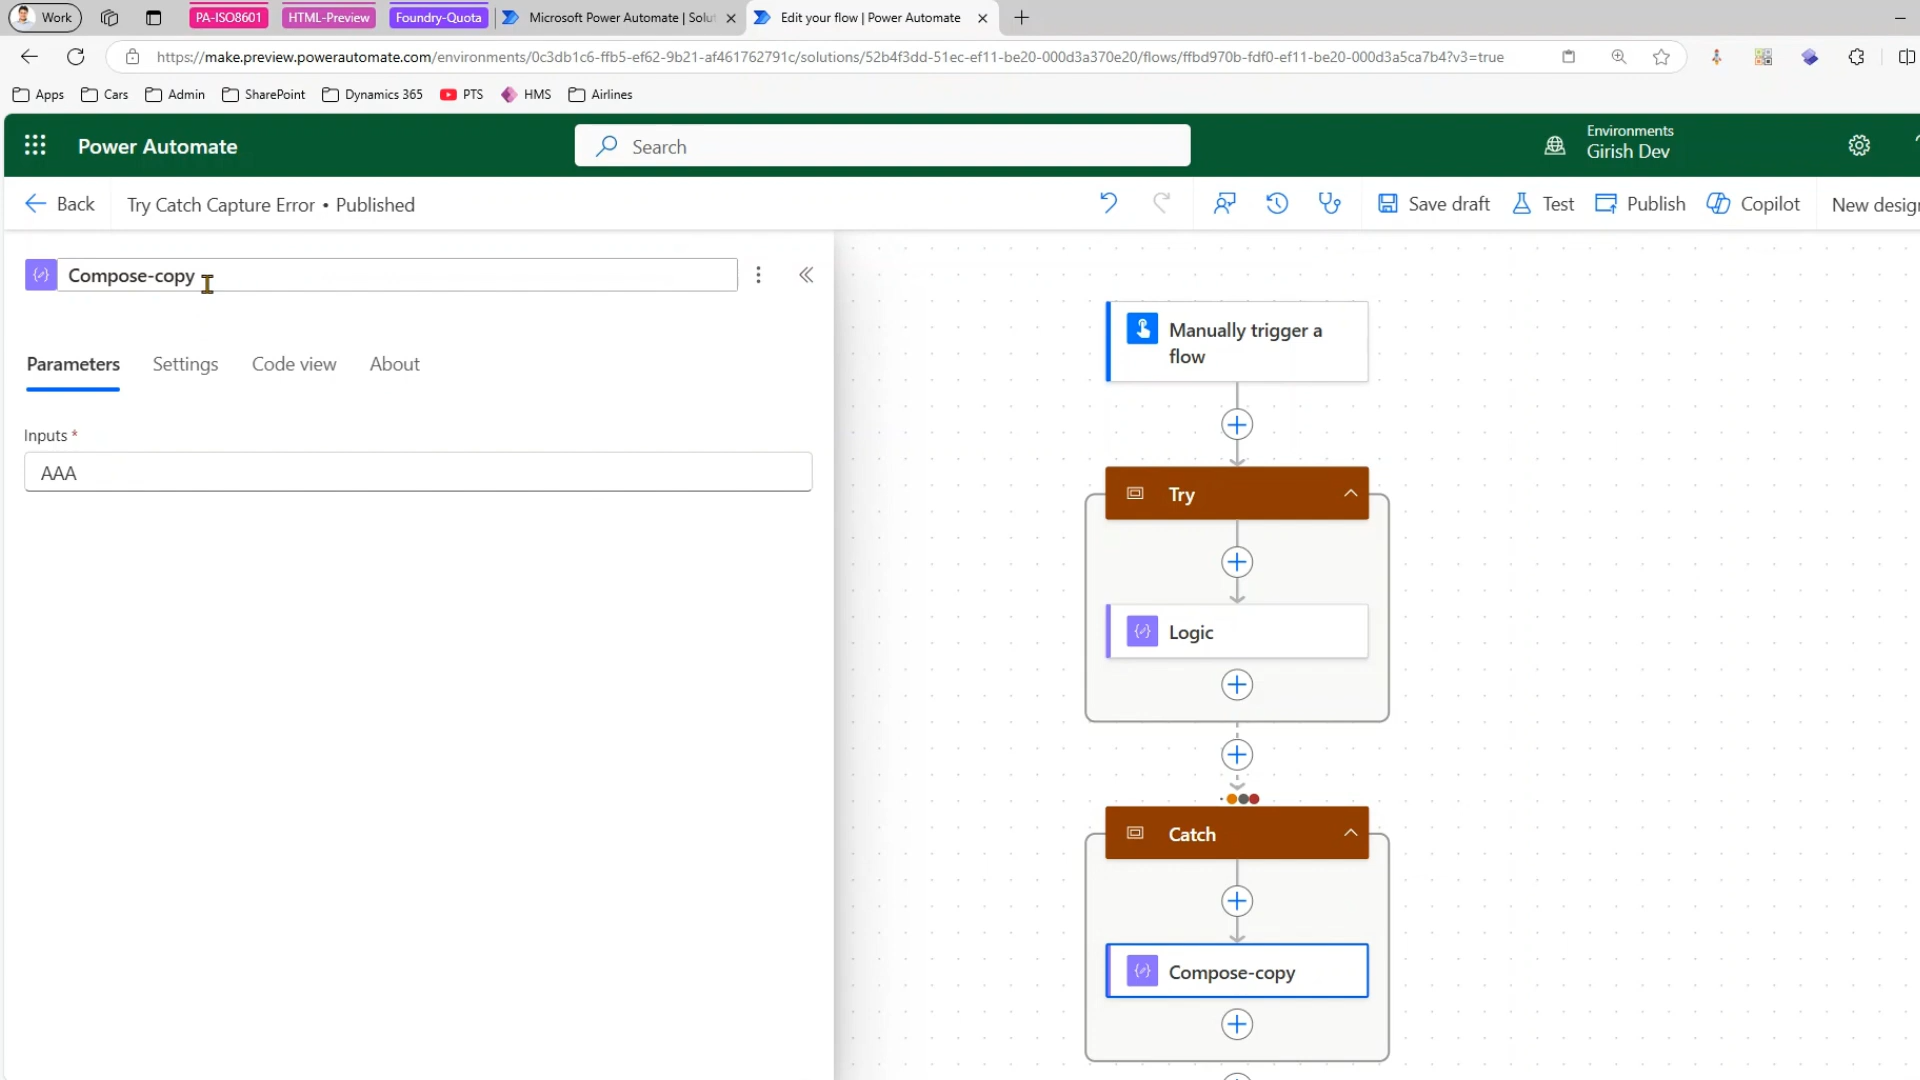 Work
PA-ISO8601
HTML-Preview
Foundry-Quota
Microsoft Power Automate | Solut
Edit your flow | Power Automate
https://make.preview.powerautomate.com/environments/0c3db1c6-ffb5-ef62-9b21-af461762791c/solutions/52b4f3dd-51ec-ef11-be20-000d3a370e20/flows/ffbd970b-fdf0-ef11-be20-000d3a5ca7b4?v3=true
Apps
Cars
Admin
SharePoint
Dynamics 365
PTS
HMS
Airlines
Power Automate
Search
Environments
Girish Dev
Back
Try Catch Capture Error • Published
Save draft
Test
Publish
Copilot
New design
Compose-copy
Parameters
Settings
Code view
About
Inputs *
AAA
Manually trigger a
flow
Try
Logic
Catch
Compose-copy